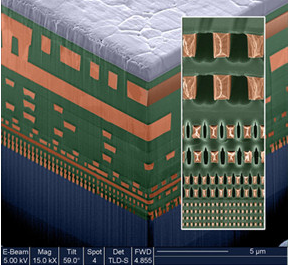 E-Beam Mag Tilt Spot Det FWD
5.00 kV 15.0 kX 59.0° 4 TLD-S 4.855
5 µm